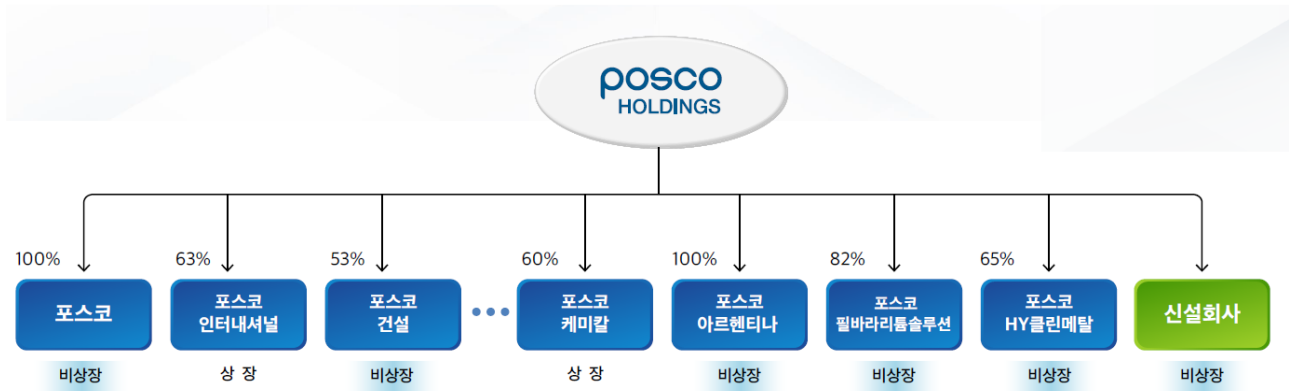 posco
HOLDINGS
100%
63%
53%
60%
100%
82%
65%
포스코
포스코
인터내셔널
포스코
건설
포스코
케미칼
포스코
아르헨티나
포스코
필바라리튬솔루션
포스코
HY클린메탈
신설회사
비상장
상 장
비상장
상 장
비상장
비상장
비상장
비상장